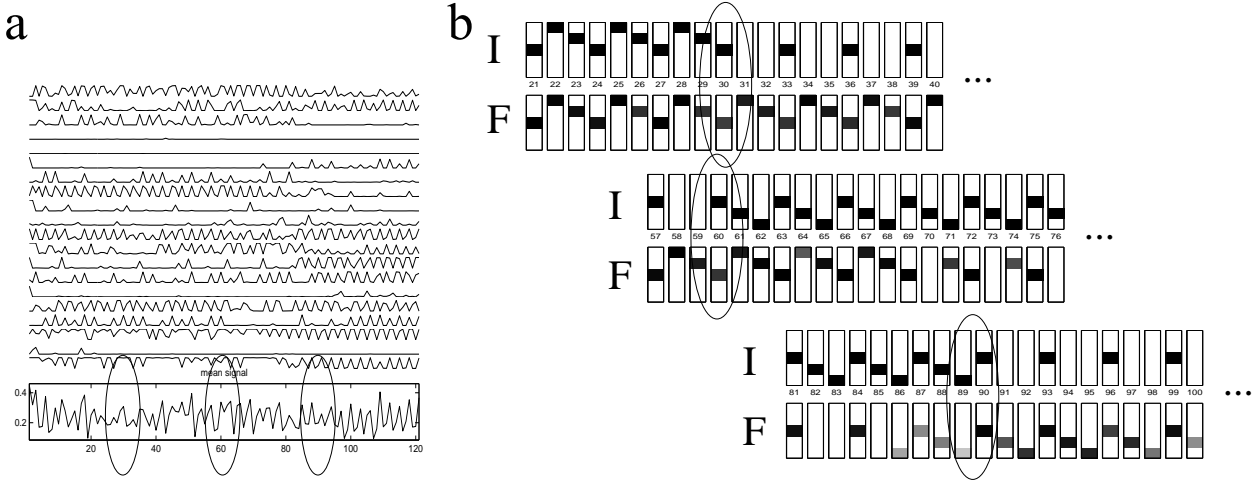 a
mean signal
0.4
0.2
20 40 60 80 100 120
b
I
21 22 23 24 25 26 27 28 29 30 31 32 33 34 35 36 37 38 39 40
...
F
I
57 58 59 60 61 62 63 64 65 66 67 68 69 70 71 72 73 74 75 76
...
F
I
81 82 83 84 85 86 87 88 89 90 91 92 93 94 95 96 97 98 99 100
...
F